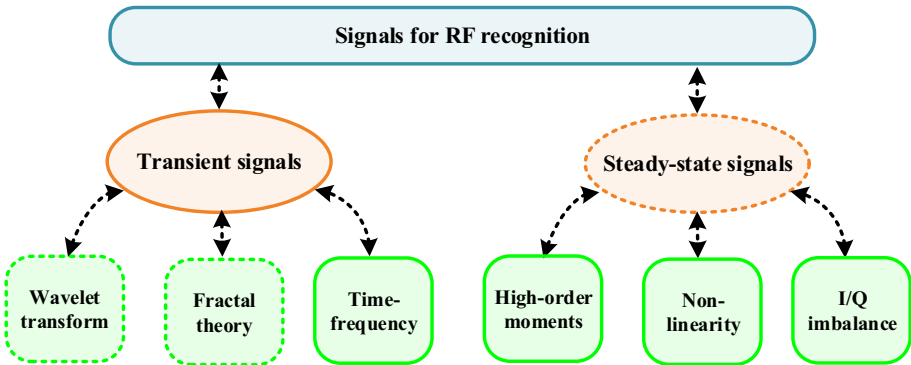 Signals for RF recognition
Transient signals
Steady-state signals
Wavelet
transform
Fractal
theory
Time-
frequency
High-order
moments
Non-
linearity
I/Q
imbalance